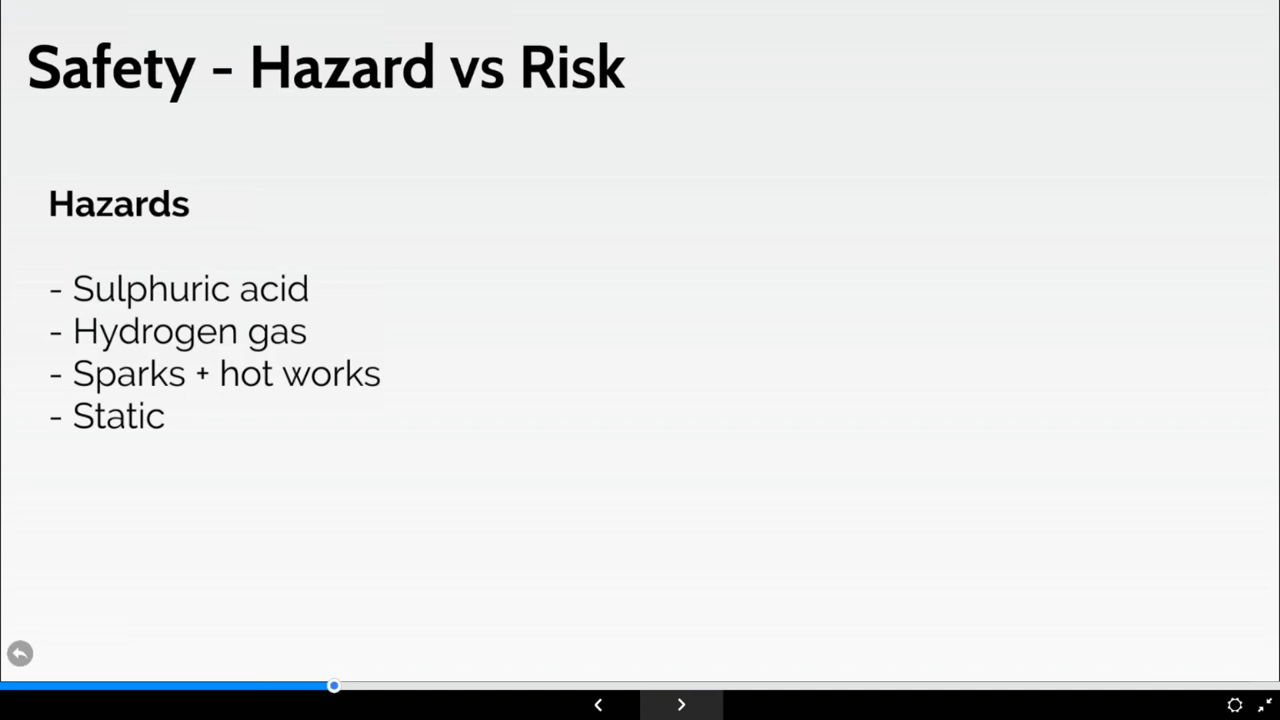 Safety - Hazard vs Risk
Hazards
- Sulphuric acid
- Hydrogen gas
- Sparks + hot works
- Static